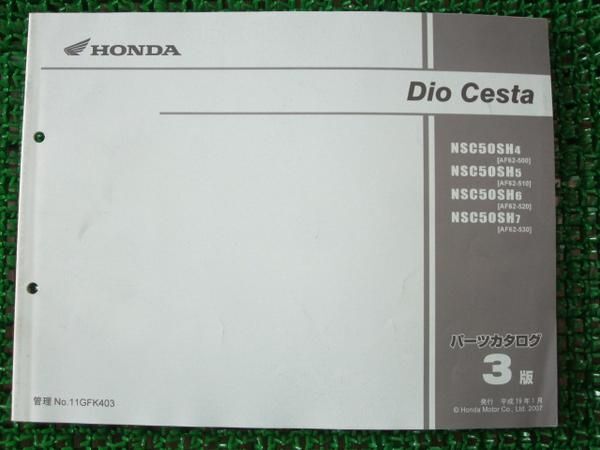 HONDA
Dio Cesta
NSC50SH4
[AF62-500]
NSC50SH5
[AF62-510]
NSC50SH6
[AF62-520]
NSC50SH7
[AF62-530]
パーツカタログ
3版
発行 平成19年1月
© Honda Motor Co., Ltd. 2007
管理 No.11GFK403